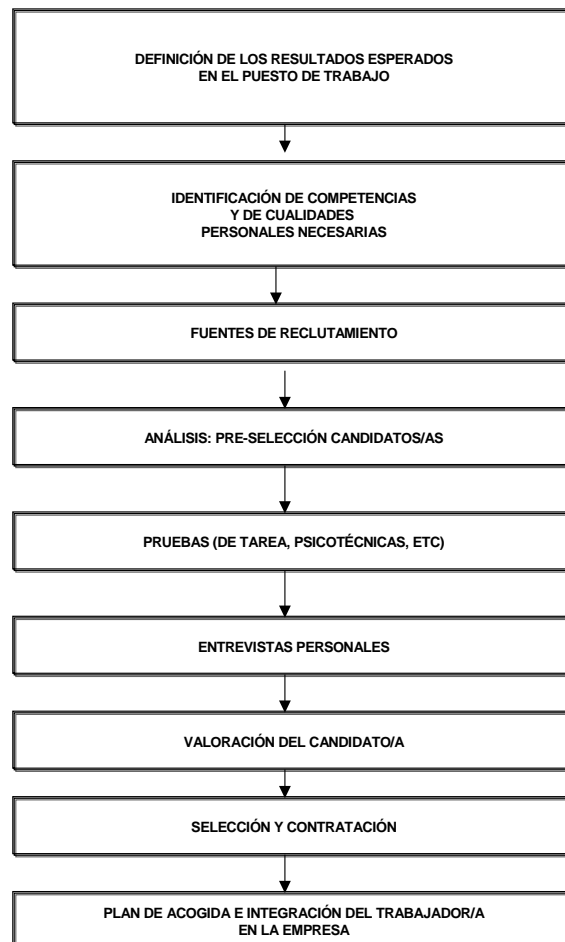 DEFINICIÓN DE LOS RESULTADOS ESPERADOS
EN EL PUESTO DE TRABAJO
IDENTIFICACIÓN DE COMPETENCIAS
Y DE CUALIDADES
PERSONALES NECESARIAS
FUENTES DE RECLUTAMIENTO
ANÁLISIS: PRE-SELECCIÓN CANDIDATOS/AS
PRUEBAS (DE TAREA, PSICOTÉCNICAS, ETC)
ENTREVISTAS PERSONALES
VALORACIÓN DEL CANDIDATO/A
SELECCIÓN Y CONTRATACIÓN
PLAN DE ACOGIDA E INTEGRACIÓN DEL TRABAJADOR/A
EN LA EMPRESA